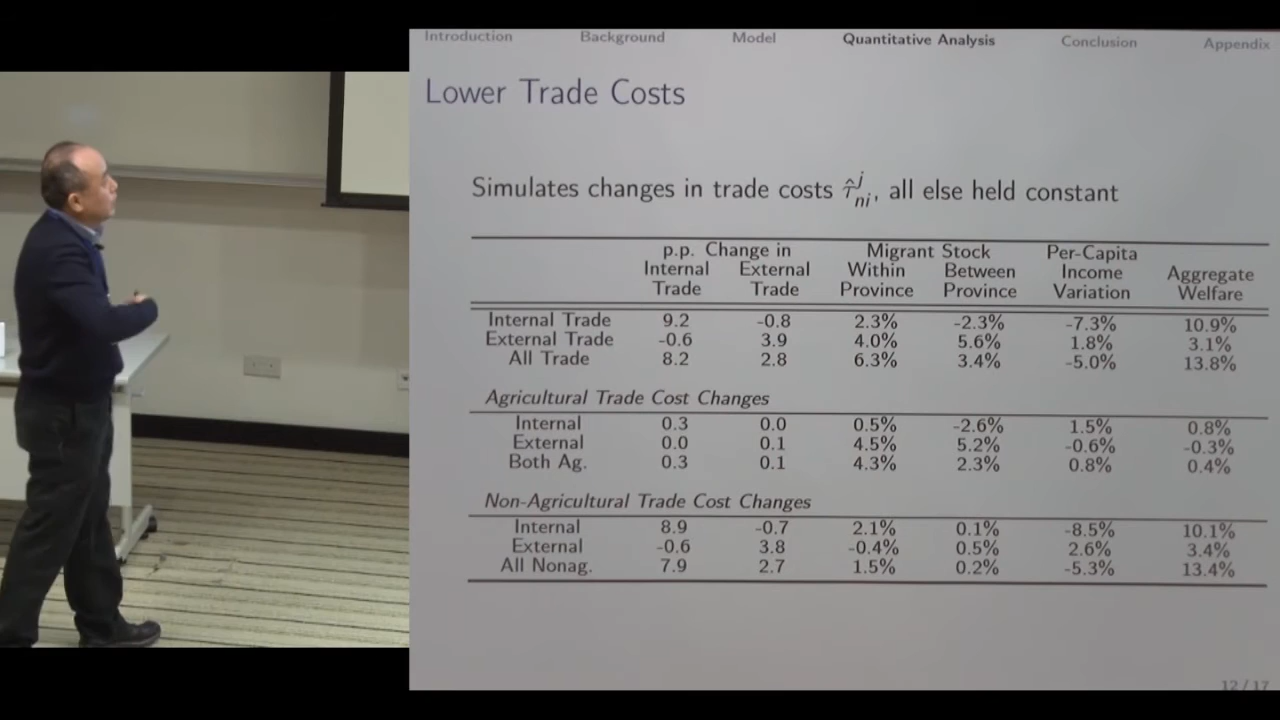 Introduction Background Model Quantitative Analysis Conclusion Appendix
Lower Trade Costs
Simulates changes in trade costs τ̂ʲₙᵢ, all else held constant
p.p. Change in Migrant Stock Per-Capita
Internal External Within Between Income Aggregate
Trade Trade Province Province Variation Welfare
Internal Trade 9.2 -0.8 2.3% -2.3% -7.3% 10.9%
External Trade -0.6 3.9 4.0% 5.6% 1.8% 3.1%
All Trade 8.2 2.8 6.3% 3.4% -5.0% 13.8%
Agricultural Trade Cost Changes
Internal 0.3 0.0 0.5% -2.6% 1.5% 0.8%
External 0.0 0.1 4.5% 5.2% -0.6% -0.3%
Both Ag. 0.3 0.1 4.3% 2.3% 0.8% 0.4%
Non-Agricultural Trade Cost Changes
Internal 8.9 -0.7 2.1% 0.1% -8.5% 10.1%
External -0.6 3.8 -0.4% 0.5% 2.6% 3.4%
All Nonag. 7.9 2.7 1.5% 0.2% -5.3% 13.4%
12 / 17